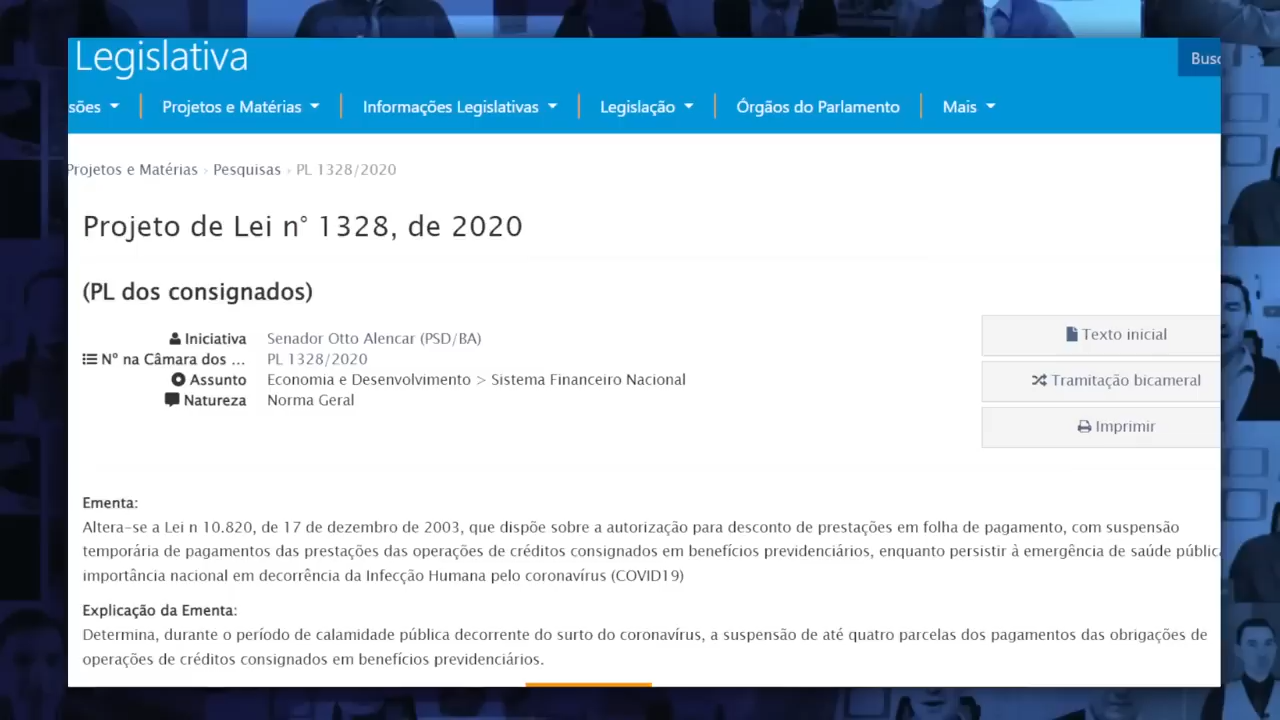 Legislativa
Busc
sões
Projetos e Matérias
Informações Legislativas
Legislação
Órgãos do Parlamento
Mais
Projetos e Matérias › Pesquisas › PL 1328/2020
Projeto de Lei n° 1328, de 2020
(PL dos consignados)
Iniciativa Senador Otto Alencar (PSD/BA)
Nº na Câmara dos ... PL 1328/2020
Assunto Economia e Desenvolvimento > Sistema Financeiro Nacional
Natureza Norma Geral
Texto inicial
Tramitação bicameral
Imprimir
Ementa:
Altera-se a Lei n 10.820, de 17 de dezembro de 2003, que dispõe sobre a autorização para desconto de prestações em folha de pagamento, com suspensão
temporária de pagamentos das prestações das operações de créditos consignados em benefícios previdenciários, enquanto persistir à emergência de saúde pública
importância nacional em decorrência da Infecção Humana pelo coronavírus (COVID19)
Explicação da Ementa:
Determina, durante o período de calamidade pública decorrente do surto do coronavírus, a suspensão de até quatro parcelas dos pagamentos das obrigações de
operações de créditos consignados em benefícios previdenciários.